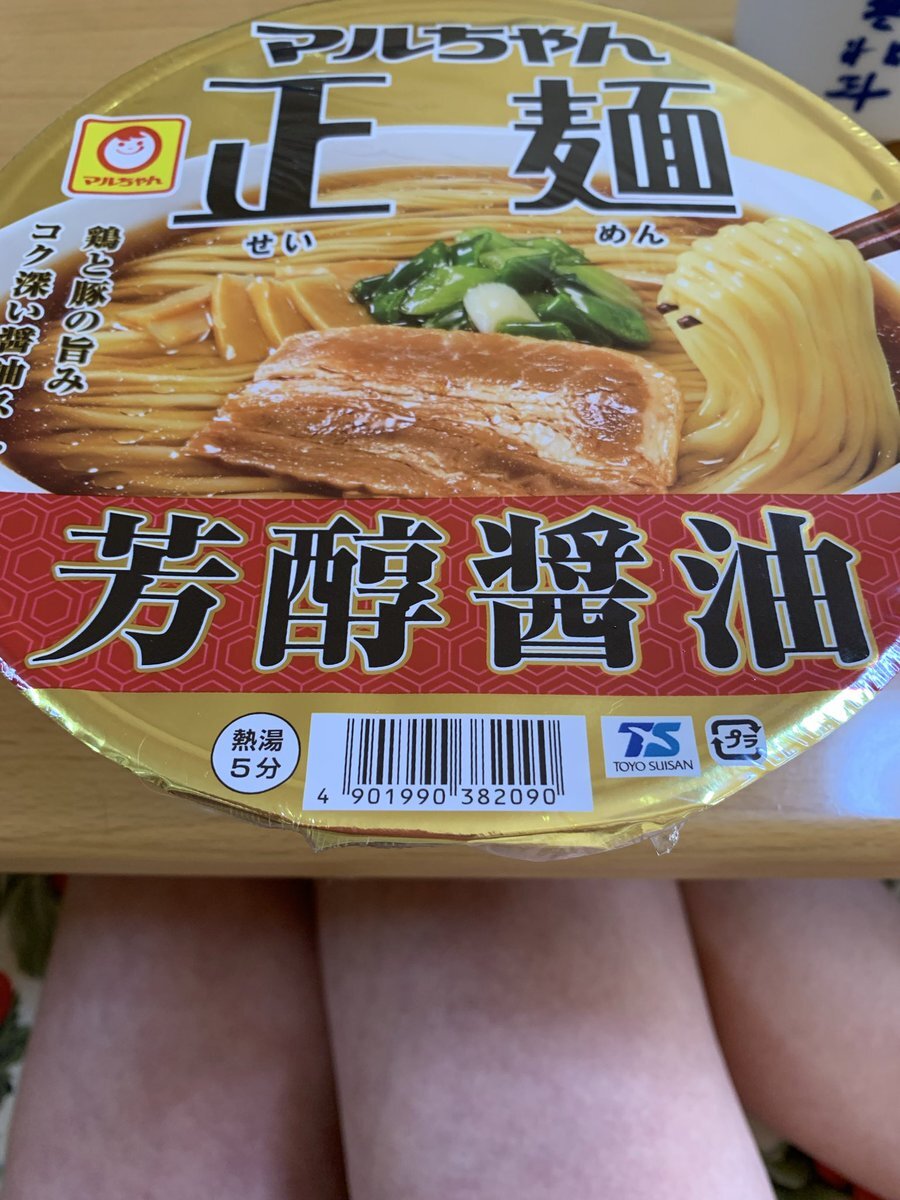 マルちゃん
正麺
せいめん
マルちゃん
鶏と豚の旨み
コク深い醤油
芳醇醤油
熱湯
5分
4 901990 382090
TS
TOYO SUISAN
プラ